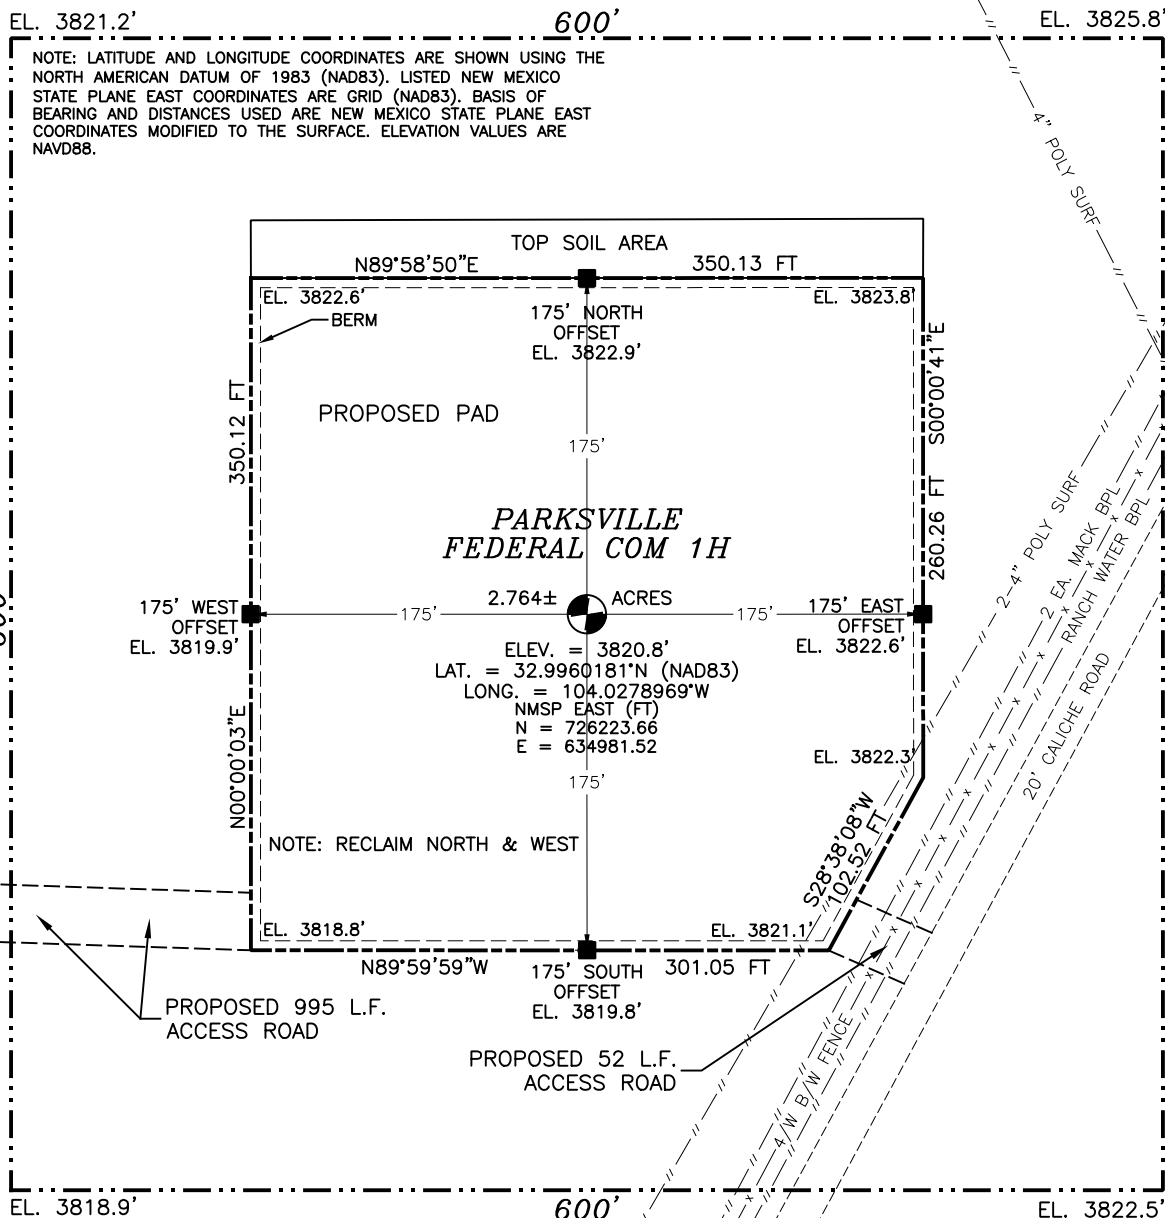 EL. 3821.2'
600'
EL. 3825.8'
NOTE: LATITUDE AND LONGITUDE COORDINATES ARE SHOWN USING THE
NORTH AMERICAN DATUM OF 1983 (NAD83). LISTED NEW MEXICO
STATE PLANE EAST COORDINATES ARE GRID (NAD83). BASIS OF
BEARING AND DISTANCES USED ARE NEW MEXICO STATE PLANE EAST
COORDINATES MODIFIED TO THE SURFACE. ELEVATION VALUES ARE
NAVD88.
4" POLY SURF
TOP SOIL AREA
N89°58'50"E
350.13 FT
EL. 3822.6'
EL. 3823.8'
BERM
175' NORTH
OFFSET
EL. 3822.9'
S00°00'41"E
260.26 FT
350.12 FT
N00°00'03"E
PROPOSED PAD
175'
PARKSVILLE
FEDERAL COM 1H
2.764± ACRES
175' WEST
OFFSET
EL. 3819.9'
175'
175'
175' EAST
OFFSET
EL. 3822.6'
ELEV. = 3820.8'
LAT. = 32.9960181°N (NAD83)
LONG. = 104.0278969°W
NMSP EAST (FT)
N = 726223.66
E = 634981.52
2-4" POLY SURF
2 EA. MACK BPL
RANCH WATER BPL
20' CALICHE ROAD
EL. 3822.3'
175'
S28°38'08"W
102.52 FT
NOTE: RECLAIM NORTH & WEST
EL. 3818.8'
EL. 3821.1'
N89°59'59"W
301.05 FT
175' SOUTH
OFFSET
EL. 3819.8'
PROPOSED 995 L.F.
ACCESS ROAD
PROPOSED 52 L.F.
ACCESS ROAD
4/W B/W FENCE
EL. 3818.9'
600'
EL. 3822.5'